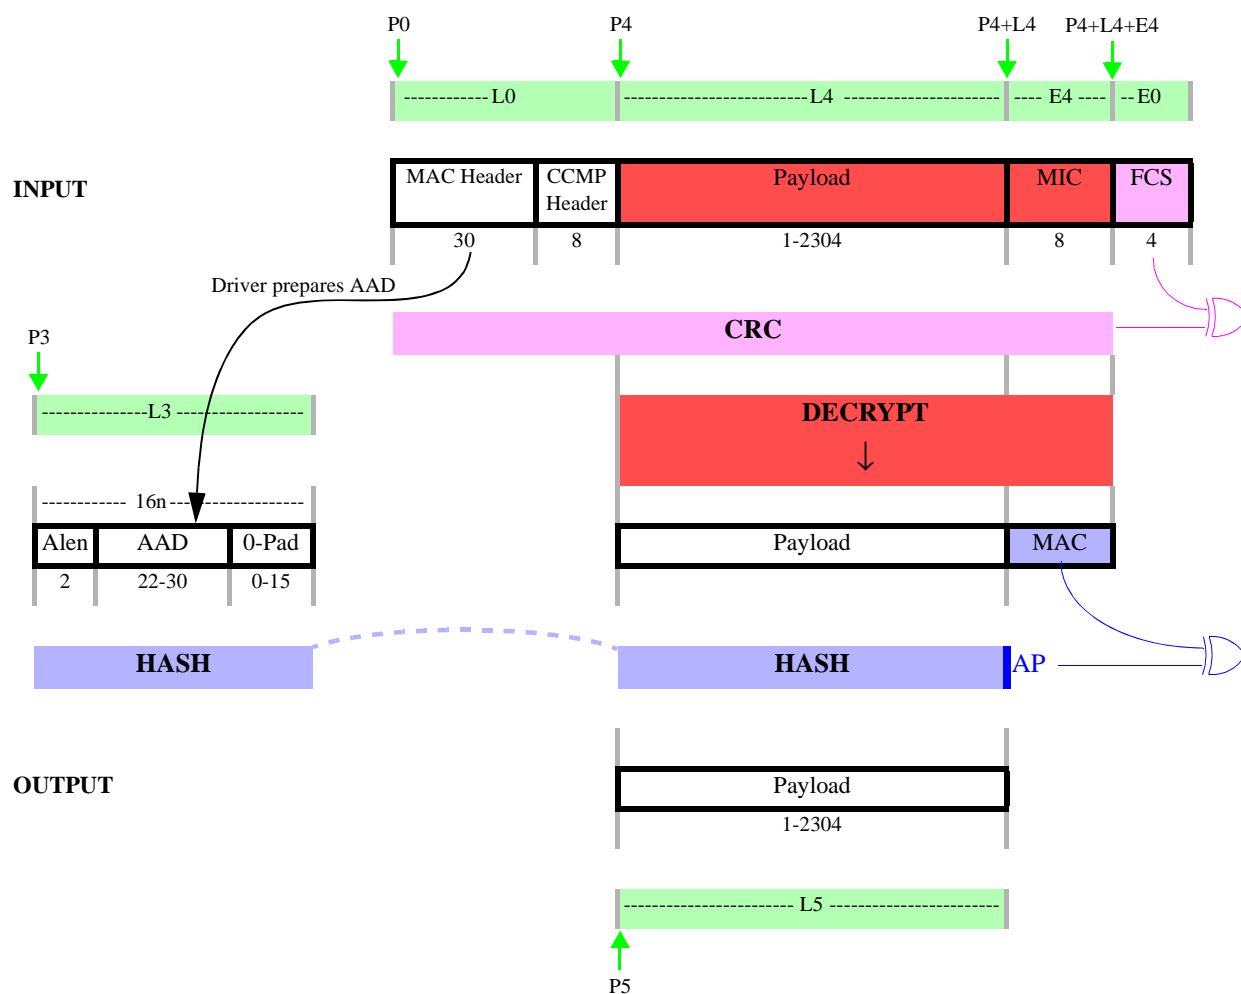 P0 P4 P4+L4 P4+L4+E4
------------ L0 ------------------------- L4 --------------------- ---- E4 ---- -- E0
INPUT
MAC Header CCMP Header Payload MIC FCS
30 8 1-2304 8 4
Driver prepares AAD
CRC
P3
--------------L3 -----------------
DECRYPT
↓
------------ 16n------------------
Alen AAD 0-Pad Payload MAC
2 22-30 0-15
HASH HASH AP
OUTPUT
Payload
1-2304
----------------------- L5 ----------------------
P5